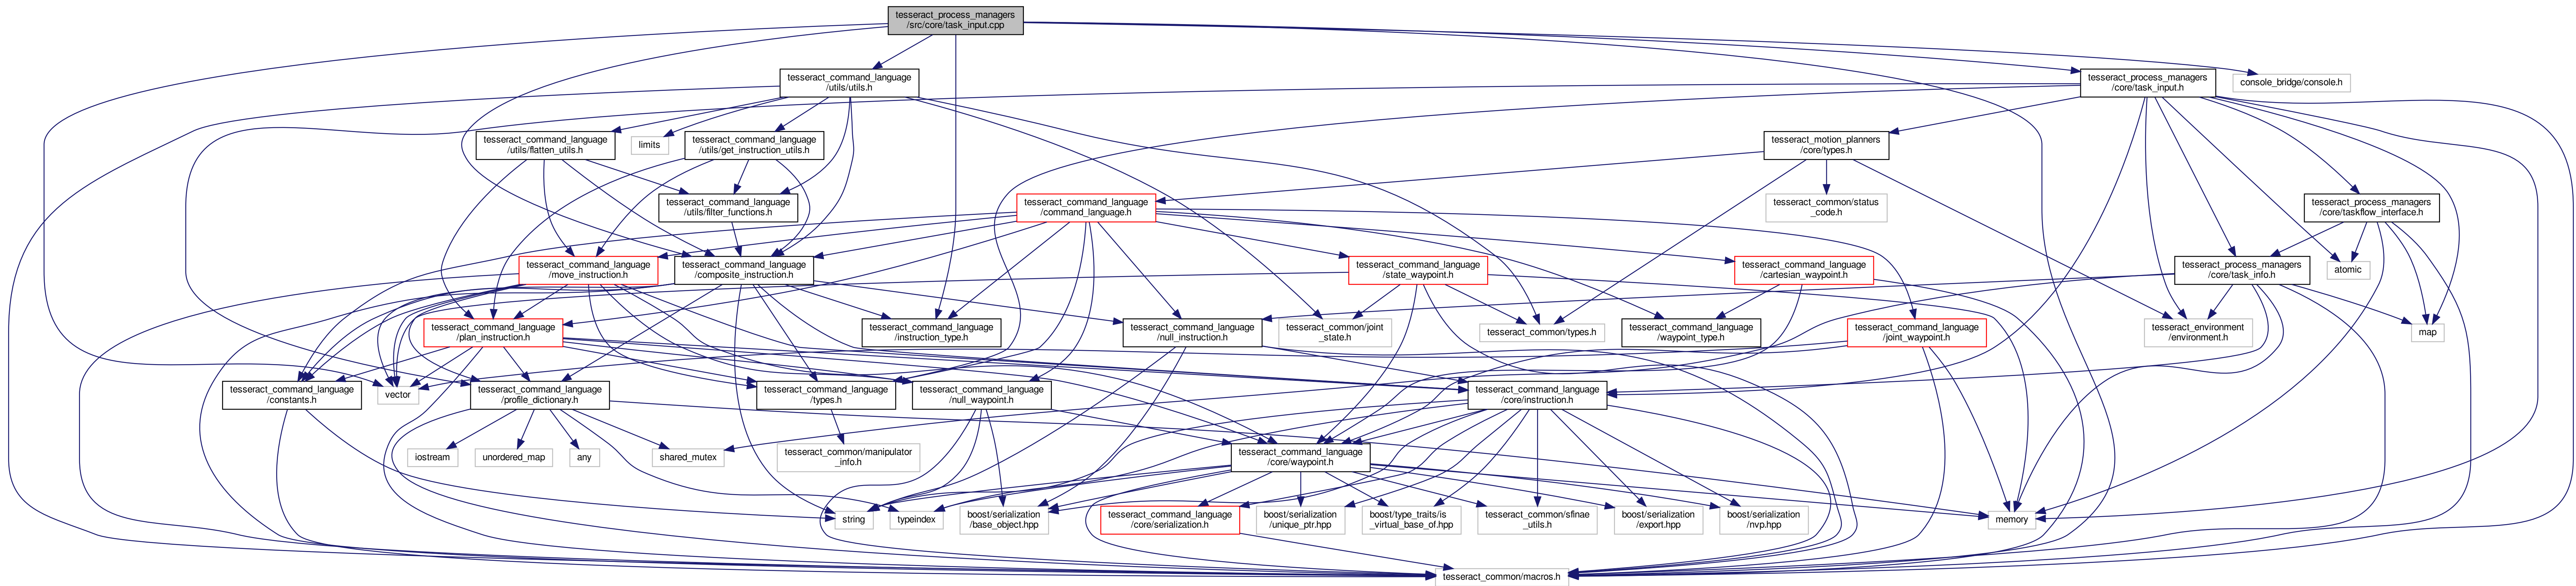 tesseract_process_managers
/src/core/task_input.cpp
tesseract_command_language
/utils/utils.h
tesseract_process_managers
/core/task_input.h
console_bridge/console.h
tesseract_command_language
/utils/flatten_utils.h
limits
tesseract_command_language
/utils/get_instruction_utils.h
tesseract_motion_planners
/core/types.h
tesseract_command_language
/utils/filter_functions.h
tesseract_command_language
/command_language.h
tesseract_common/status
_code.h
tesseract_process_managers
/core/taskflow_interface.h
tesseract_command_language
/move_instruction.h
tesseract_command_language
/composite_instruction.h
tesseract_command_language
/state_waypoint.h
tesseract_command_language
/cartesian_waypoint.h
tesseract_process_managers
/core/task_info.h
atomic
tesseract_command_language
/plan_instruction.h
tesseract_command_language
/instruction_type.h
tesseract_command_language
/null_instruction.h
tesseract_common/joint
_state.h
tesseract_common/types.h
tesseract_command_language
/waypoint_type.h
tesseract_command_language
/joint_waypoint.h
tesseract_environment
/environment.h
map
tesseract_command_language
/constants.h
vector
tesseract_command_language
/profile_dictionary.h
tesseract_command_language
/types.h
tesseract_command_language
/null_waypoint.h
tesseract_command_language
/core/instruction.h
iostream
unordered_map
any
shared_mutex
tesseract_common/manipulator
_info.h
tesseract_command_language
/core/waypoint.h
string
typeindex
boost/serialization
/base_object.hpp
tesseract_command_language
/core/serialization.h
boost/serialization
/unique_ptr.hpp
boost/type_traits/is
_virtual_base_of.hpp
tesseract_common/sfinae
_utils.h
boost/serialization
/export.hpp
boost/serialization
/nvp.hpp
memory
tesseract_common/macros.h